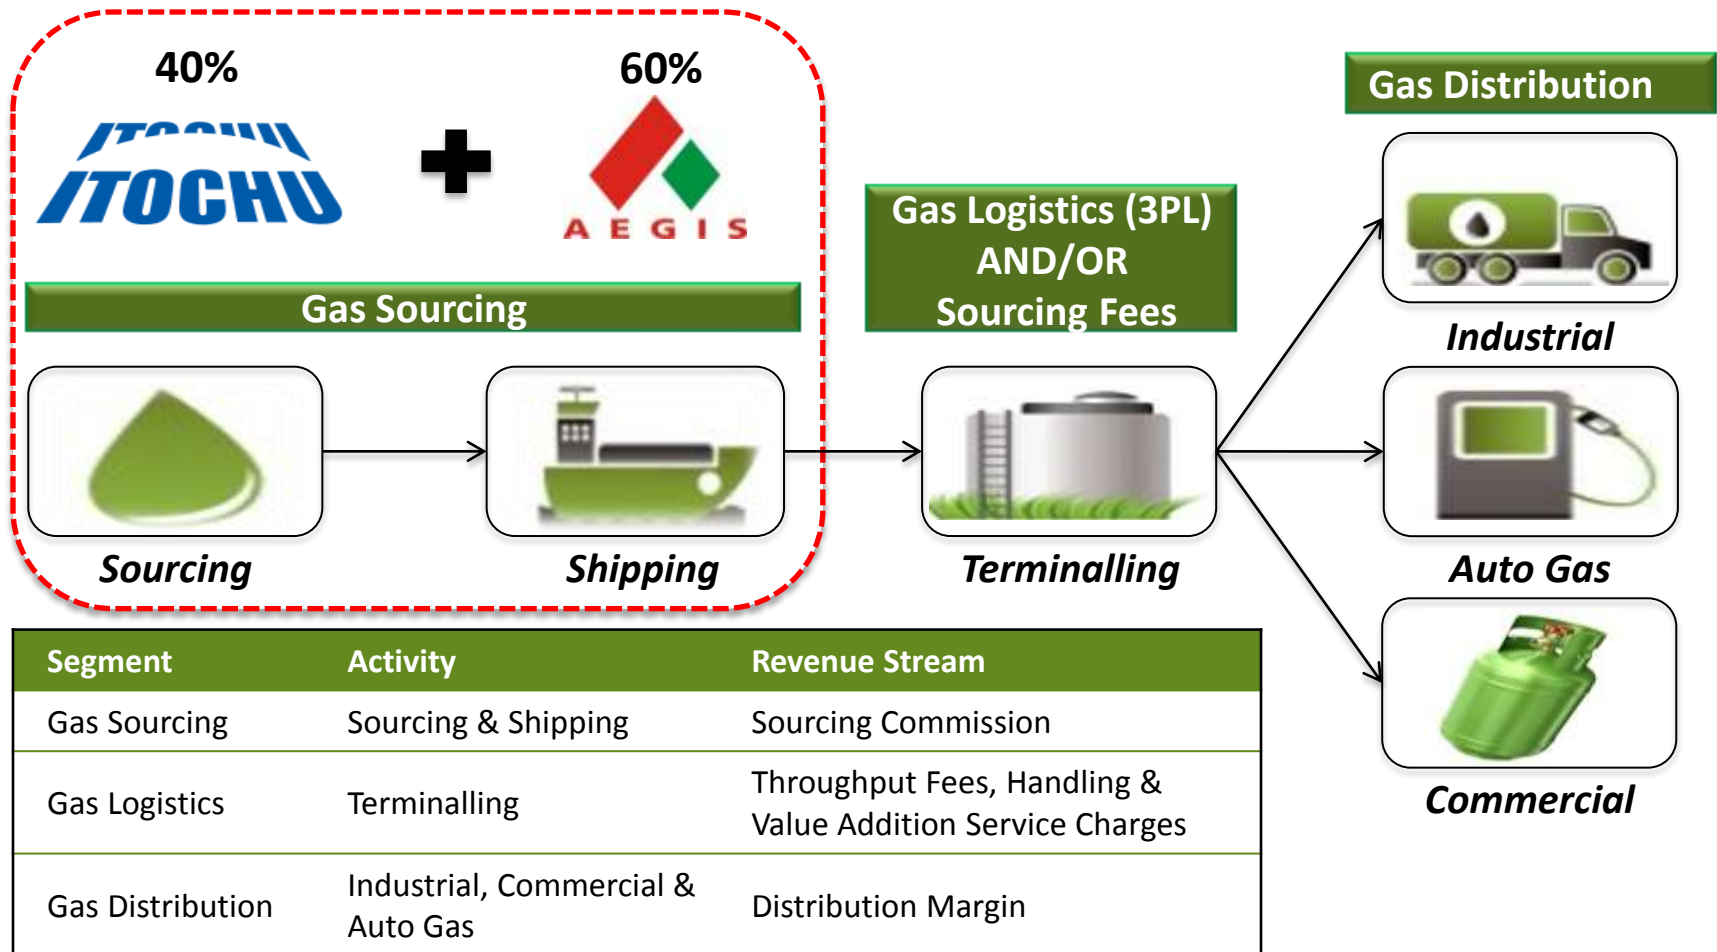 40%
60%
ITOCHU
ITOCHU
AEGIS
Gas Sourcing
Sourcing
Shipping
Gas Logistics (3PL)
AND/OR
Sourcing Fees
Terminalling
Gas Distribution
Industrial
Auto Gas
Commercial
Segment Activity Revenue Stream
Gas Sourcing Sourcing & Shipping Sourcing Commission
Gas Logistics Terminalling Throughput Fees, Handling &
Value Addition Service Charges
Gas Distribution Industrial, Commercial &
Auto Gas Distribution Margin